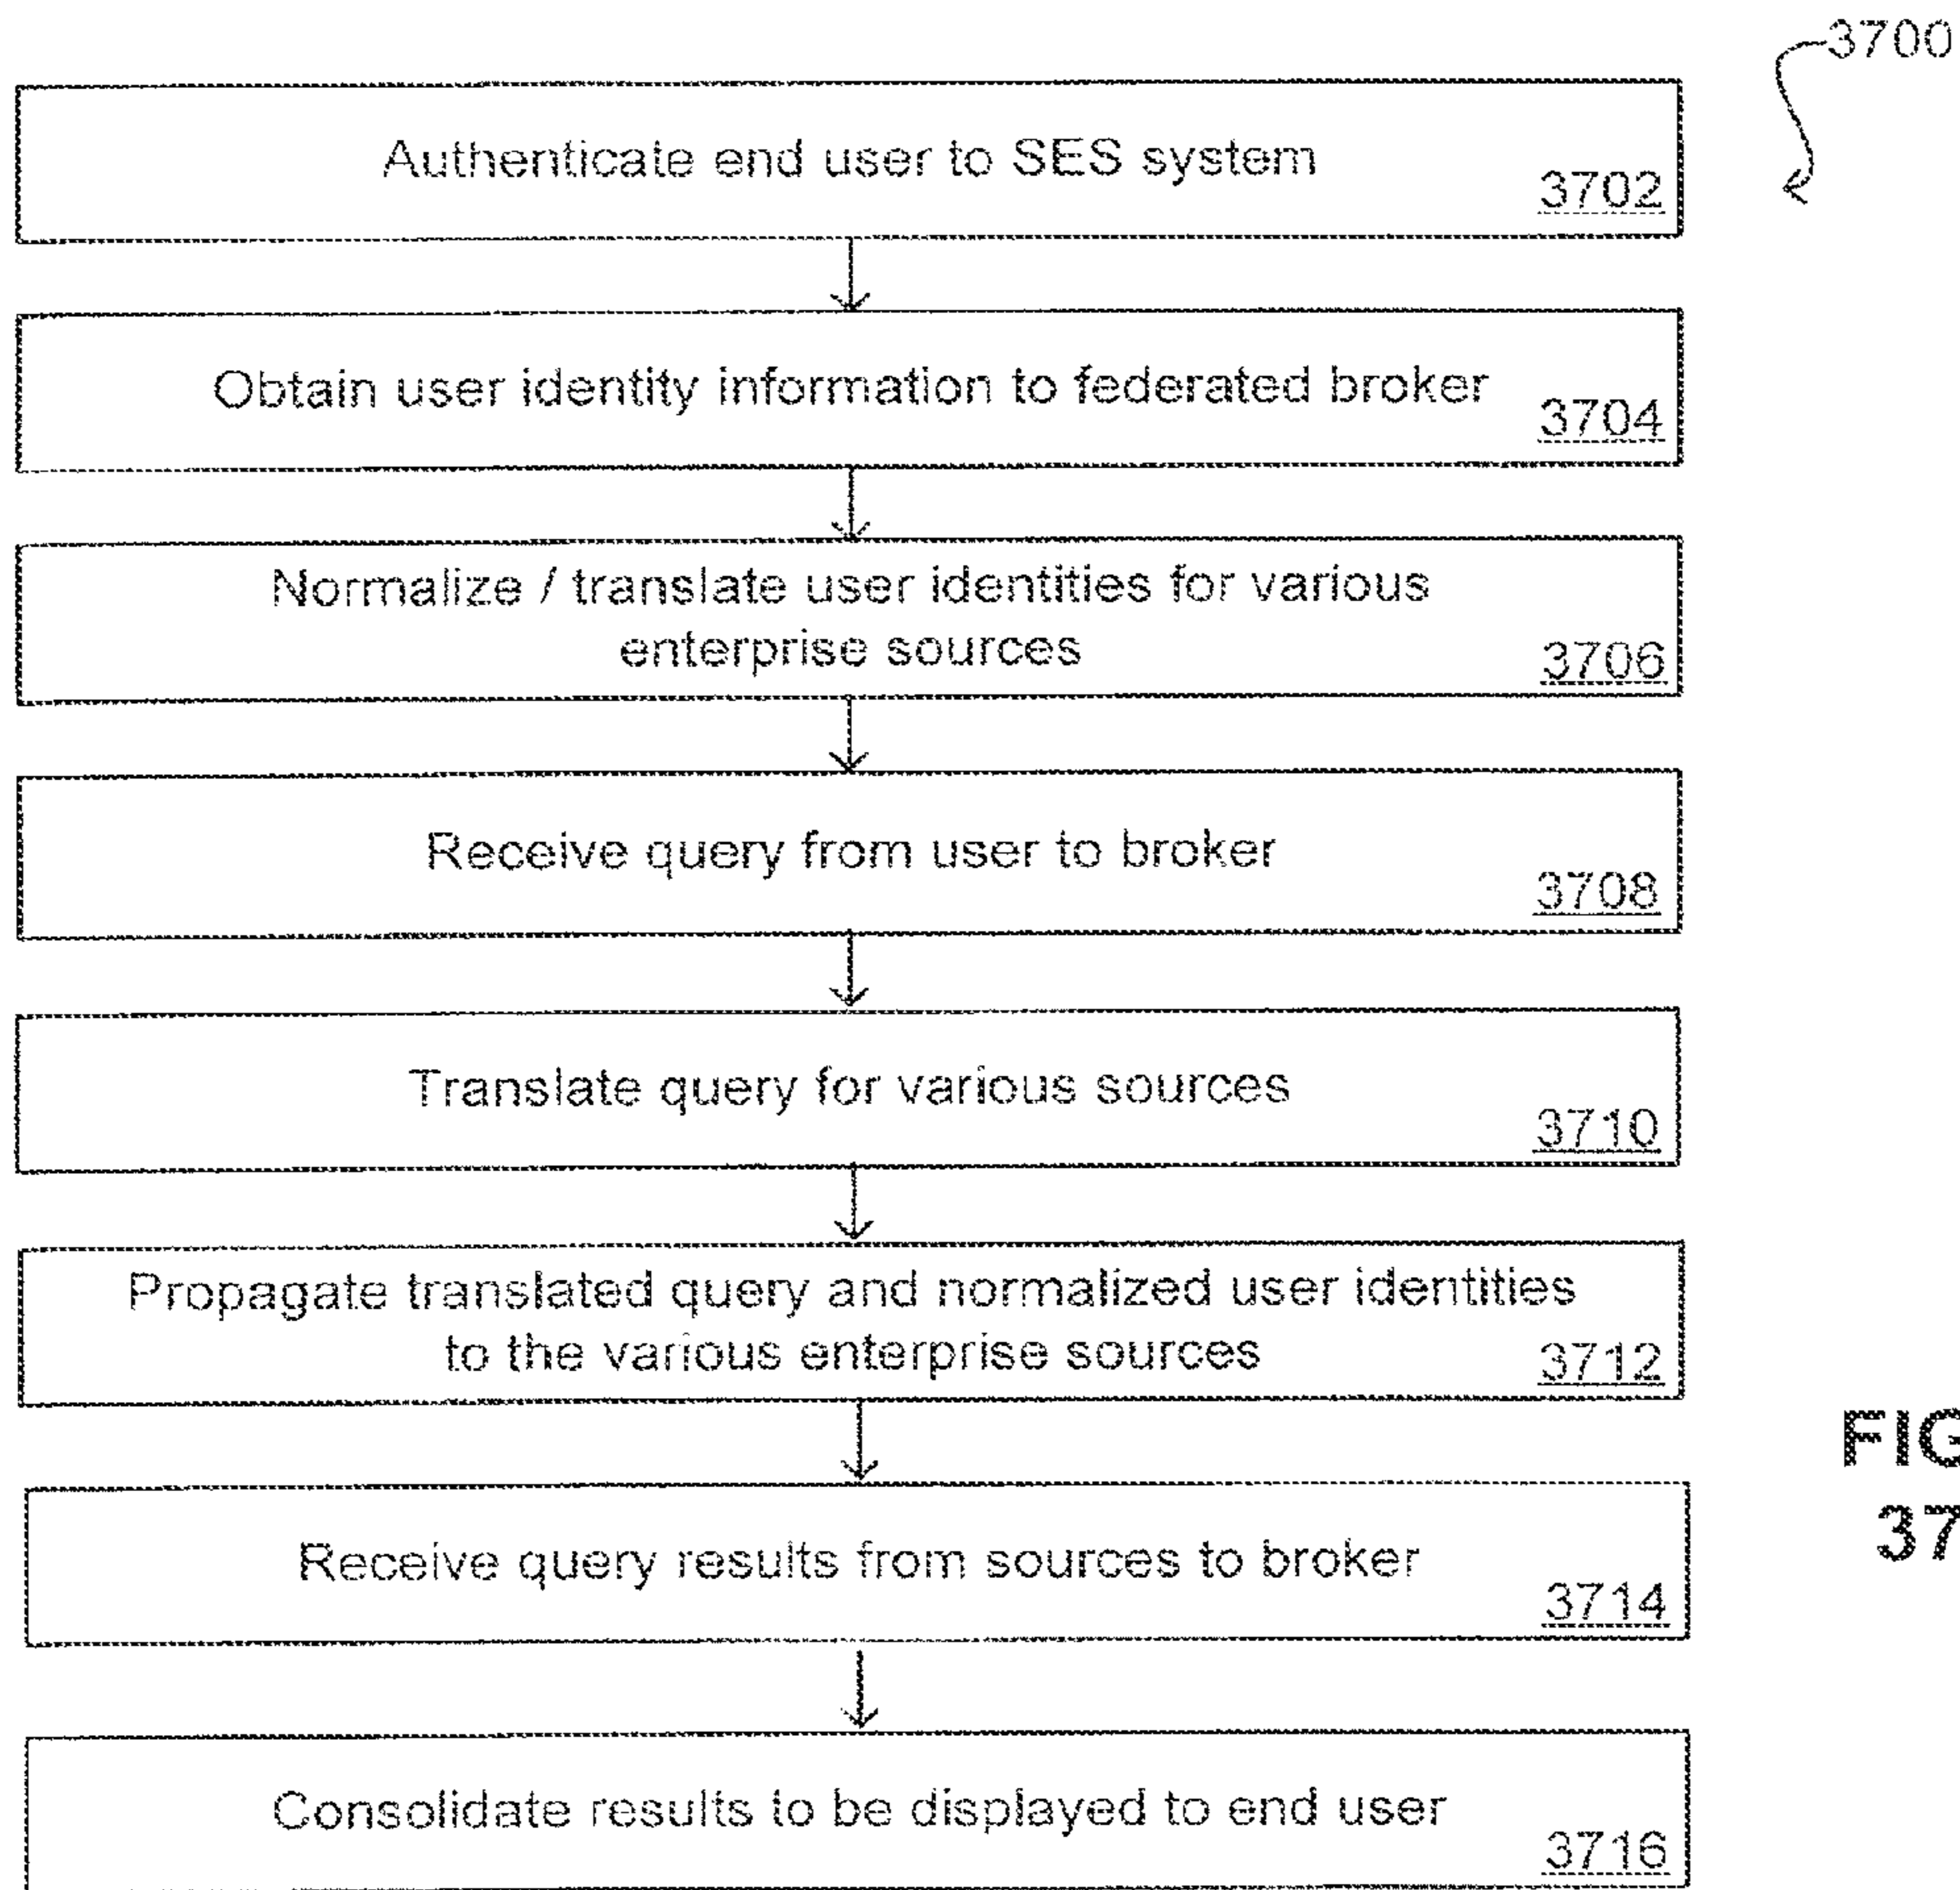 3700
Authenticate end user to SES system
3702
Obtain user identity information to federated broker
3704
Normalize / translate user identities for various
enterprise sources
3706
Receive query from user to broker
3708
Translate query for various sources
3710
Propagate translated query and normalized user identities
to the various enterprise sources
3712
FIG
37
Receive query results from sources to broker
3714
Consolidate results to be displayed to end user
3716